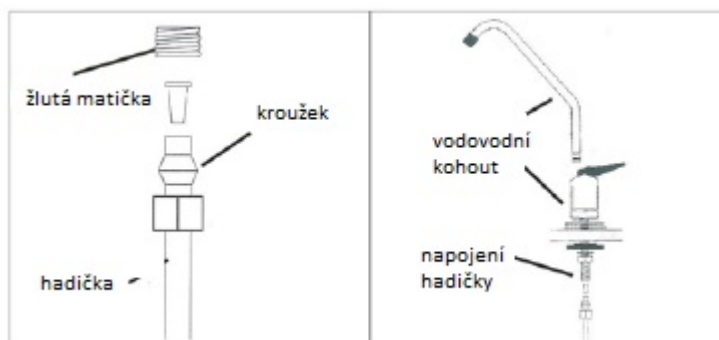 žlutá matička
kroužek
hadička
vodovodní
kohout
napojení
hadičky